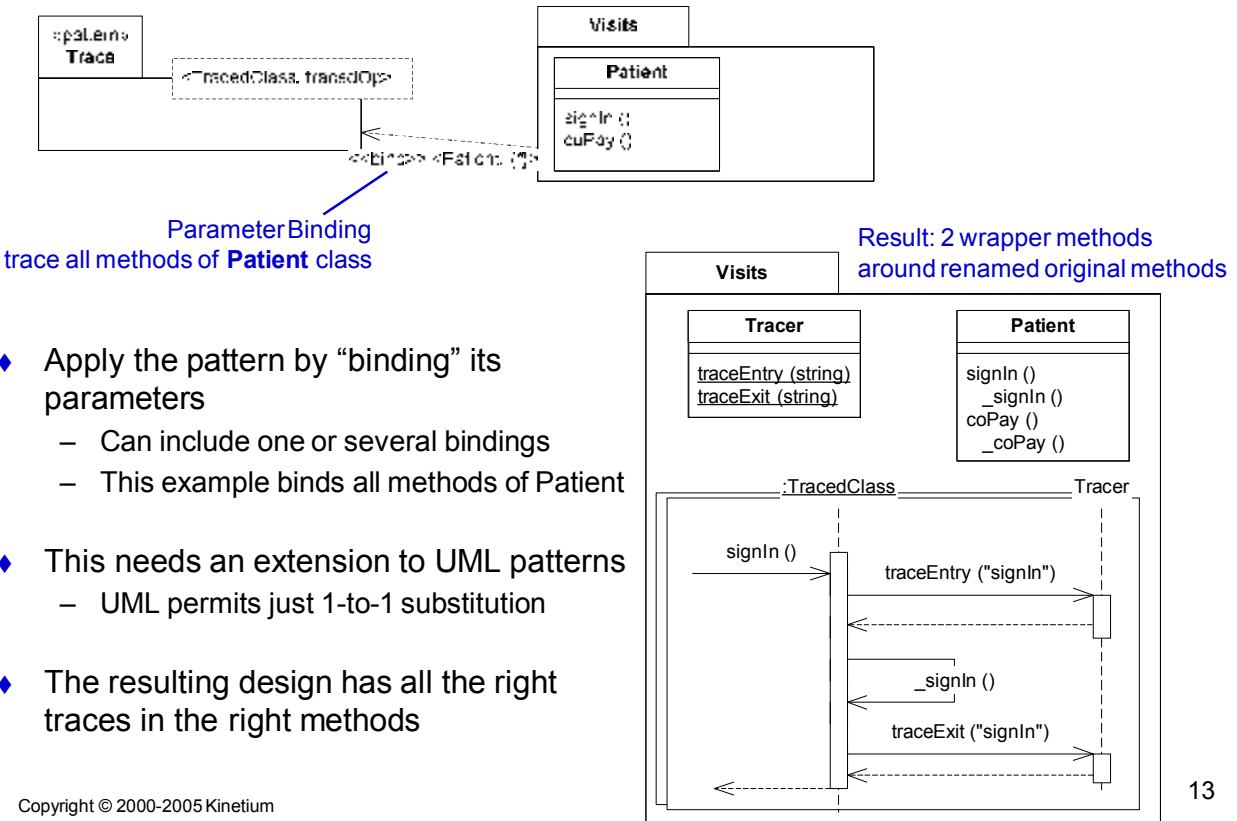 Trace
Visits
Patient
Parameter Binding
trace all methods of Patient class
Result: 2 wrapper methods
around renamed original methods
♦ Apply the pattern by “binding” its
parameters
– Can include one or several bindings
– This example binds all methods of Patient
♦ This needs an extension to UML patterns
– UML permits just 1-to-1 substitution
♦ The resulting design has all the right
traces in the right methods
Visits
Tracer
traceEntry (string)
traceExit (string)
Patient
signIn ()
_signIn ()
coPay ()
_coPay ()
:TracedClass
Tracer
signIn ()
traceEntry ("signIn")
_signIn ()
traceExit ("signIn")
Copyright © 2000-2005 Kinetium
13